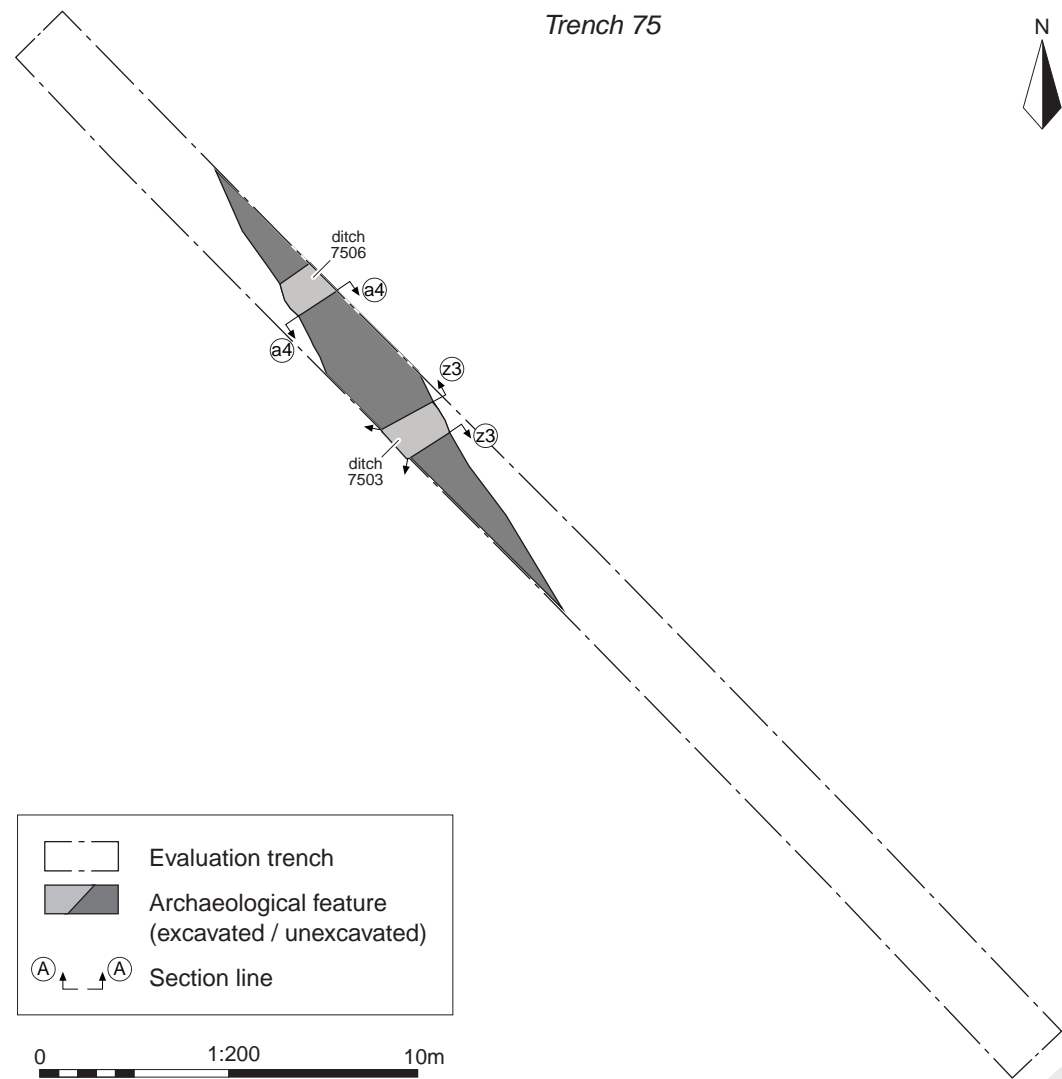 Trench 75
N
ditch
7506
a4
a4
z3
z3
ditch
7503
Evaluation trench
Archaeological feature
(excavated / unexcavated)
A A Section line
0 1:200 10m